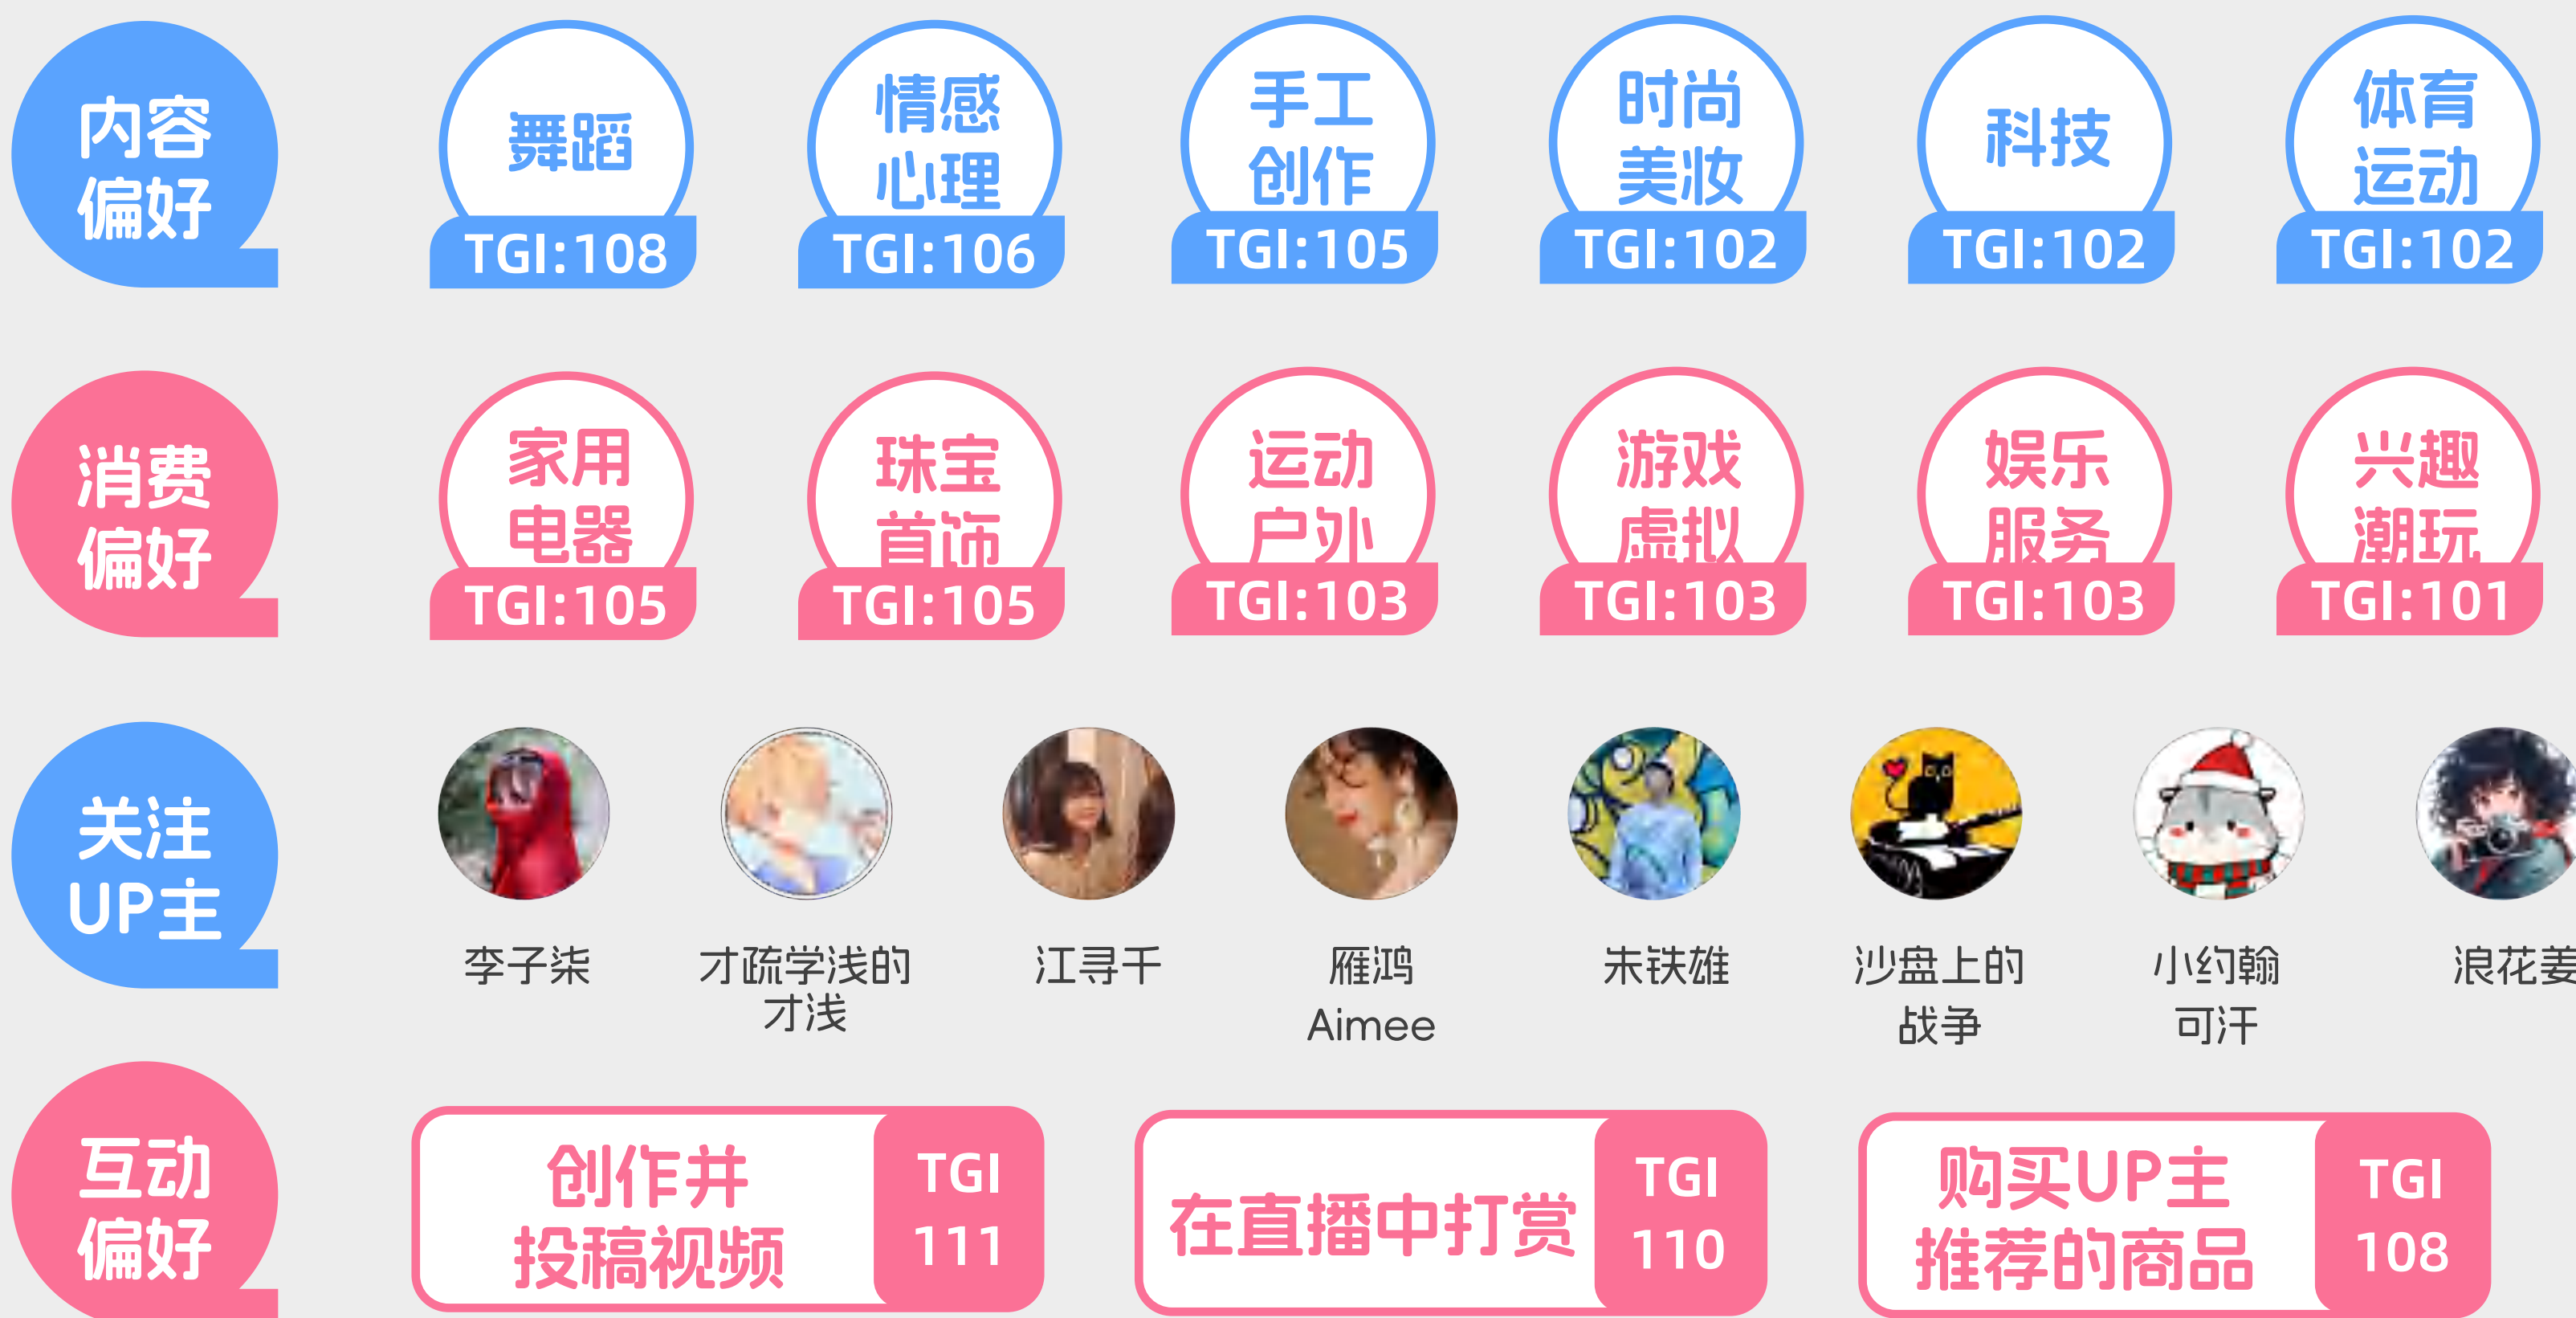 内容
偏好
舞蹈
TGI:108
情感
心理
TGI:106
手工
创作
TGI:105
时尚
美妆
TGI:102
科技
TGI:102
体育
运动
TGI:102
消费
偏好
家用
电器
TGI:105
珠宝
首饰
TGI:105
运动
户外
TGI:103
游戏
虚拟
TGI:103
娱乐
服务
TGI:103
兴趣
潮玩
TGI:101
关注
UP主
李子柒
才疏学浅的
才浅
江寻千
雁鸿
Aimee
朱铁雄
沙盘上的
战争
小约翰
可汗
浪花姜
互动
偏好
创作并
投稿视频
TGI
111
在直播中打赏
TGI
110
购买UP主
推荐的商品
TGI
108